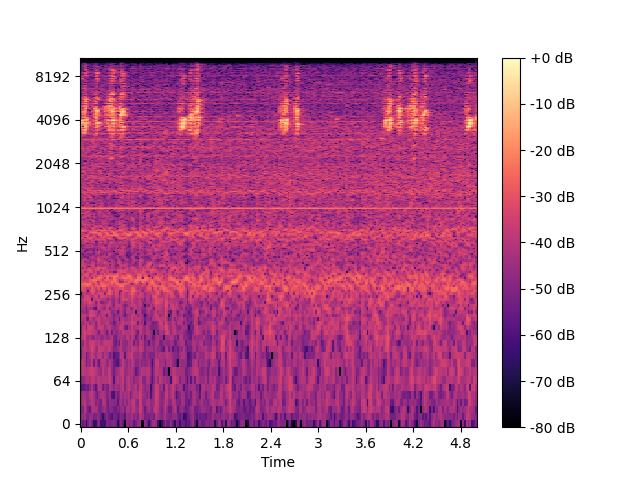 8192
4096
2048
1024
512
256
128
64
0
Hz
0 0.6 1.2 1.8 2.4 3 3.6 4.2 4.8
Time
+0 dB
-10 dB
-20 dB
-30 dB
-40 dB
-50 dB
-60 dB
-70 dB
-80 dB